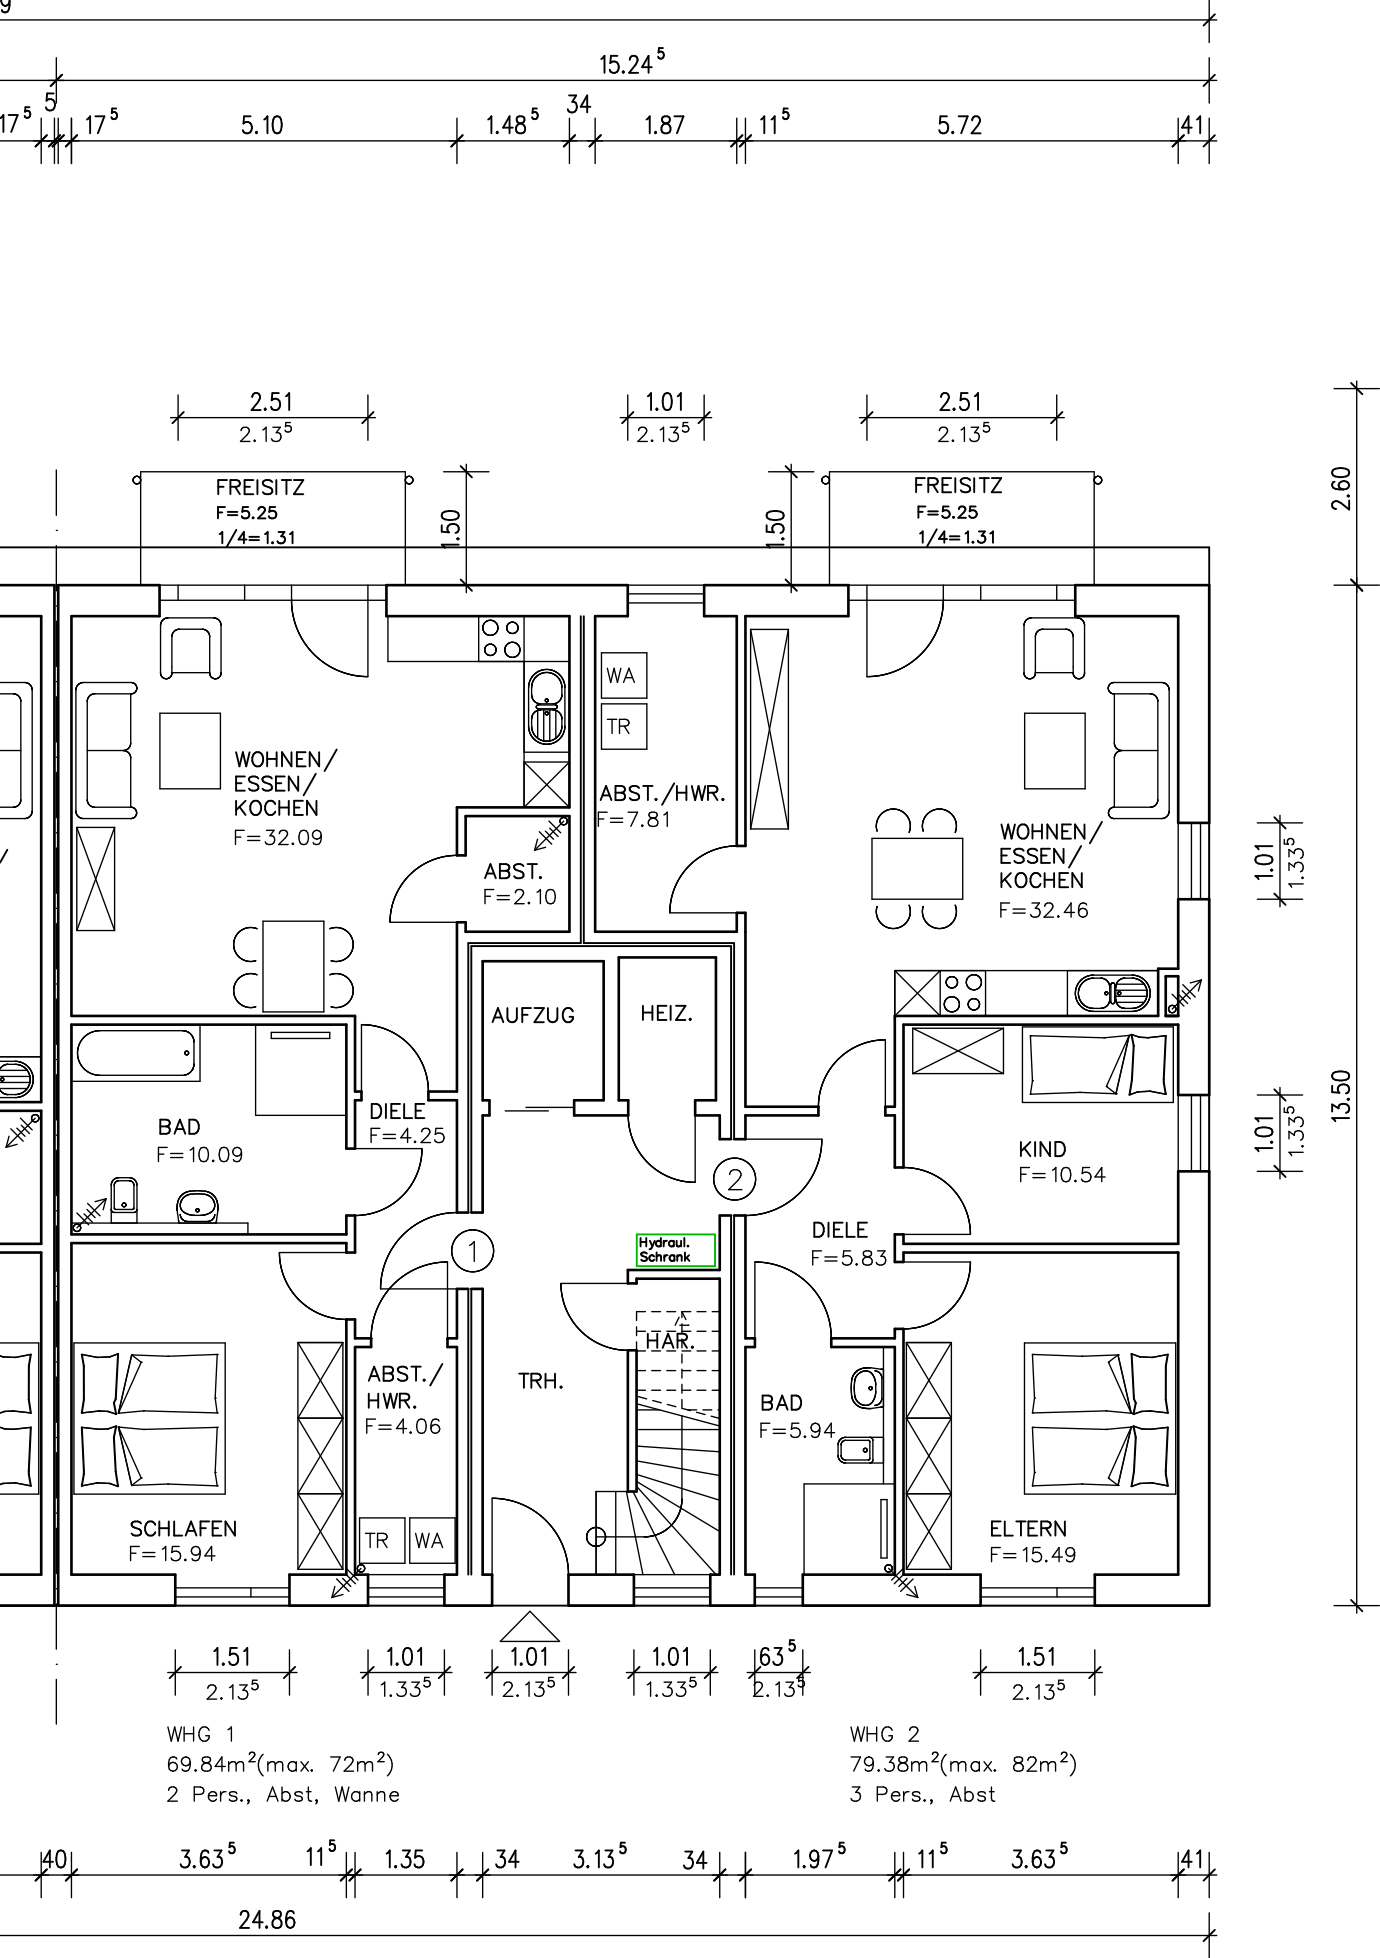 9
15.24⁵
5
34
17⁵
17⁵
5.10
1.48⁵
1.87
11⁵
5.72
41
2.51
2.13⁵
1.01
2.13⁵
2.51
2.13⁵
FREISITZ
F=5.25
1/4=1.31
1.50
1.50
FREISITZ
F=5.25
1/4=1.31
2.60
WA
TR
WOHNEN/
ESSEN/
KOCHEN
F=32.09
ABST./HWR.
F=7.81
WOHNEN/
ESSEN/
KOCHEN
F=32.46
/
1.01
1.33⁵
ABST.
F=2.10
AUFZUG
HEIZ.
13.50
DIELE
F=4.25
BAD
F=10.09
KIND
F=10.54
1.01
1.33⁵
2
1
Hydraul.
Schrank
DIELE
F=5.83
HAR.
TRH.
ABST./
HWR.
F=4.06
BAD
F=5.94
SCHLAFEN
F=15.94
TR
WA
ELTERN
F=15.49
1.51
2.13⁵
1.01
1.33⁵
1.01
2.13⁵
1.01
1.33⁵
63⁵
2.13⁵
1.51
2.13⁵
WHG 1
69.84m²(max. 72m²)
2 Pers., Abst, Wanne
WHG 2
79.38m²(max. 82m²)
3 Pers., Abst
40
3.63⁵
11⁵
1.35
34
3.13⁵
34
1.97⁵
11⁵
3.63⁵
41
24.86